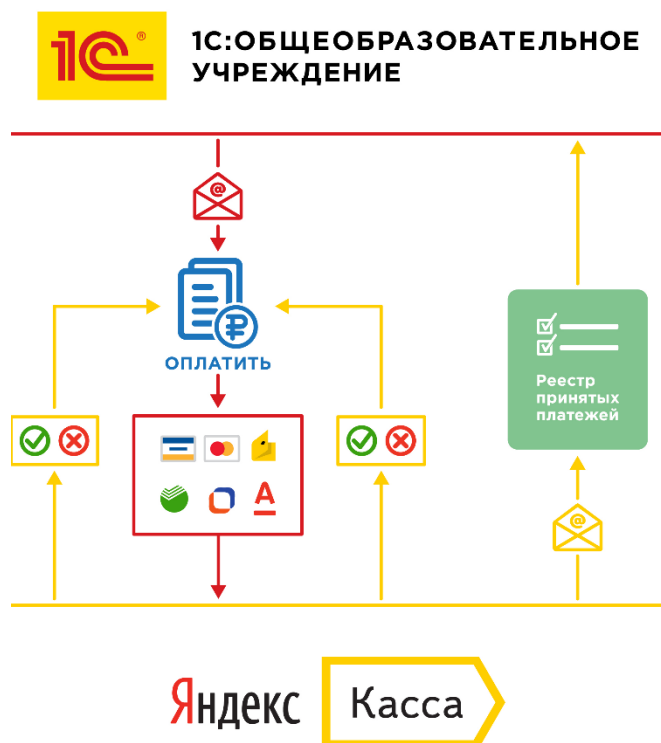 1С®
1С:ОБЩЕОБРАЗОВАТЕЛЬНОЕ
УЧРЕЖДЕНИЕ
@
ОПЛАТИТЬ
А
Реестр
принятых
платежей
@
Яндекс Касса